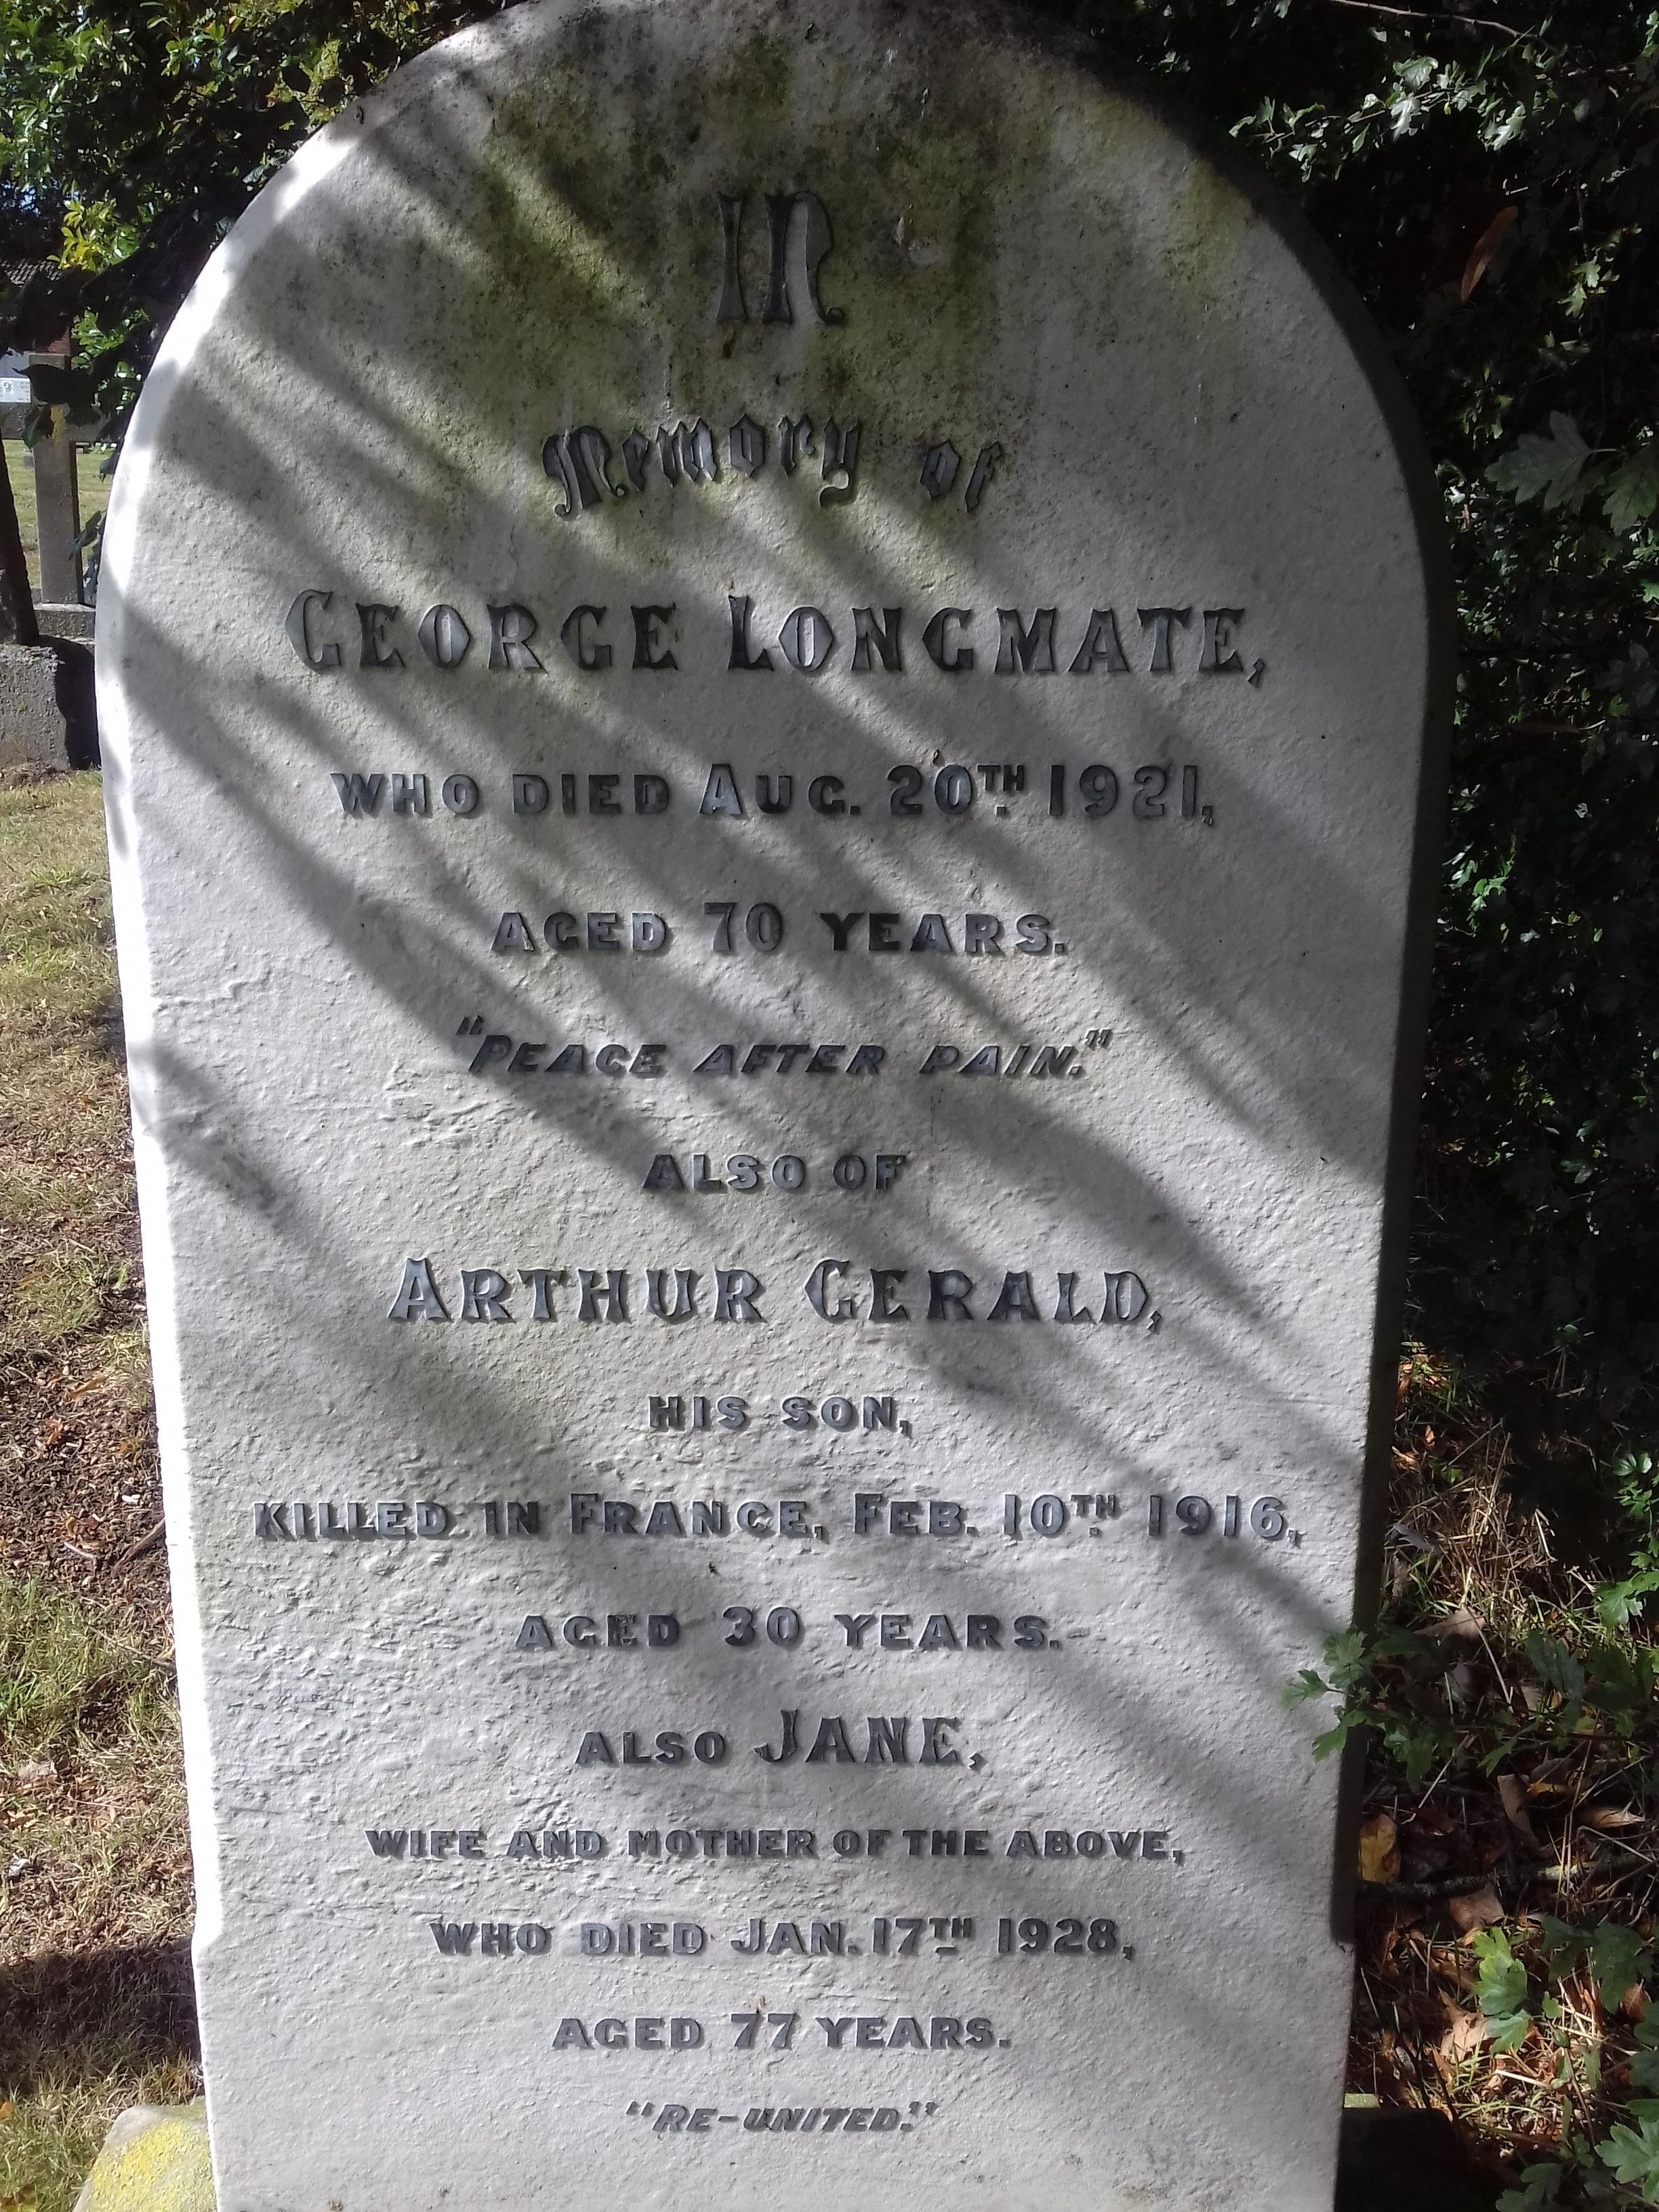 In
Memory of
GEORGE LONGMATE,
WHO DIED AUG. 20TH 1921,
AGED 70 YEARS.
"PEACE AFTER PAIN."
ALSO OF
ARTHUR GERALD,
HIS SON,
KILLED IN FRANCE, FEB. 10TH 1916,
AGED 30 YEARS.
ALSO JANE,
WIFE AND MOTHER OF THE ABOVE,
WHO DIED JAN. 17TH 1928,
AGED 77 YEARS.
"RE-UNITED."